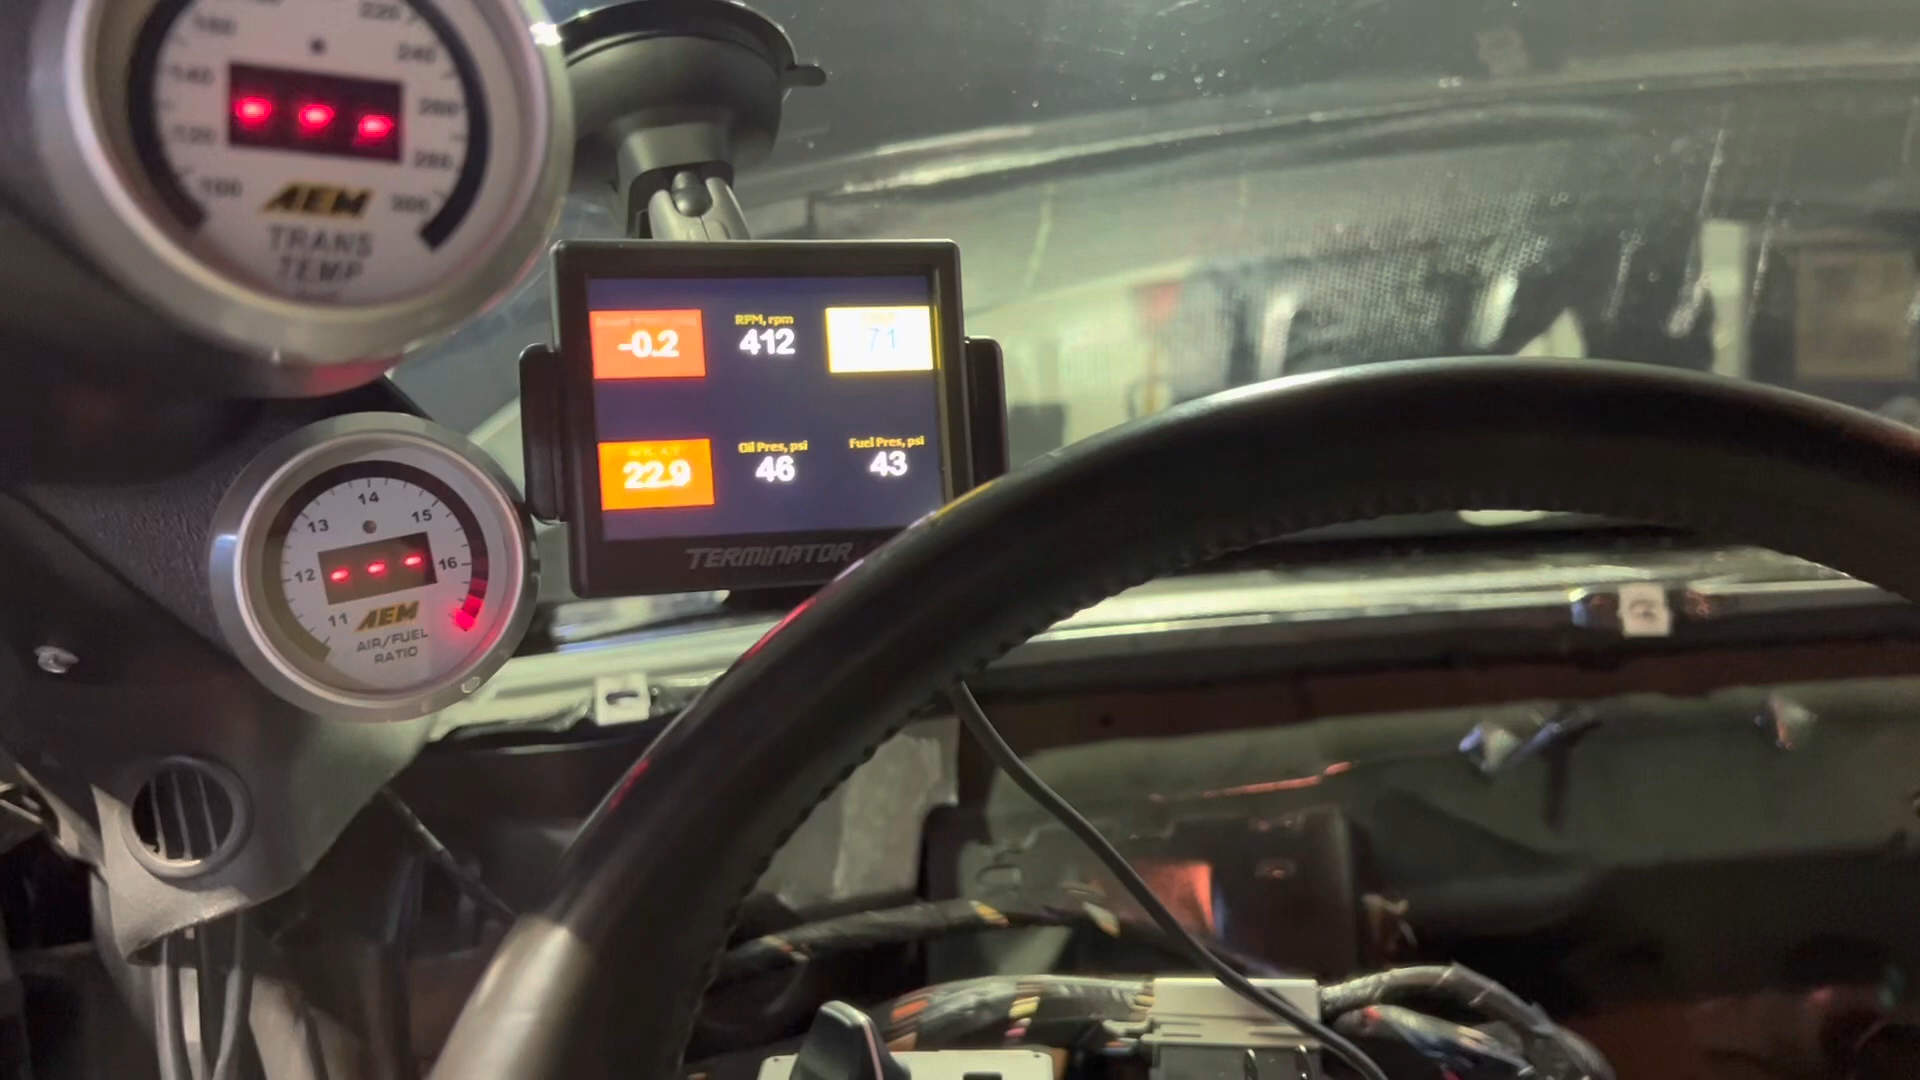 220
160
240
140
260
120
280
100
300
AEM
TRANS
TEMP
-0.2
RPM, rpm
412
71
22.9
Oil Pres, psi
46
Fuel Pres, psi
43
TERMINATOR
14
13
15
12
16
11
AEM
AIR/FUEL
RATIO